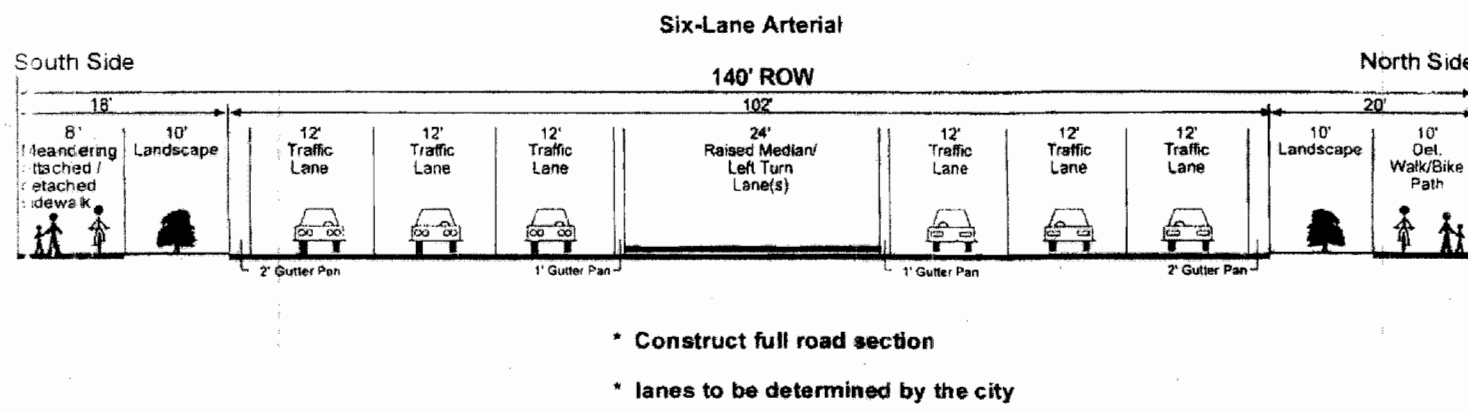 Six-Lane Arterial
South Side
North Side
140' ROW
18'
102'
20'
8'
Meandering
attached /
detached
sidewalk
10'
Landscape
12'
Traffic
Lane
12'
Traffic
Lane
12'
Traffic
Lane
24'
Raised Median/
Left Turn
Lane(s)
12'
Traffic
Lane
12'
Traffic
Lane
12'
Traffic
Lane
10'
Landscape
10'
Det.
Walk/Bike
Path
2' Gutter Pan
1' Gutter Pan
1' Gutter Pan
2' Gutter Pan
* Construct full road section
* lanes to be determined by the city